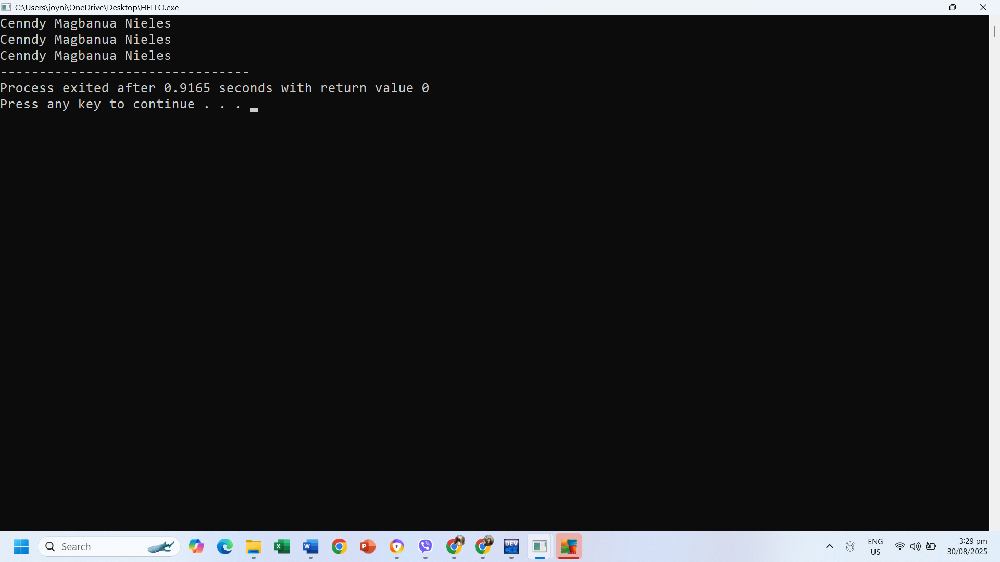 C:\Users\joyni\OneDrive\Desktop\HELLO.exe
Cenndy Magbanua Nieles
Cenndy Magbanua Nieles
Cenndy Magbanua Nieles
--------------------------------
Process exited after 0.9165 seconds with return value 0
Press any key to continue . . .
Search
X
W
P
DEV
C++
ENG
US
3:29 pm
30/08/2025